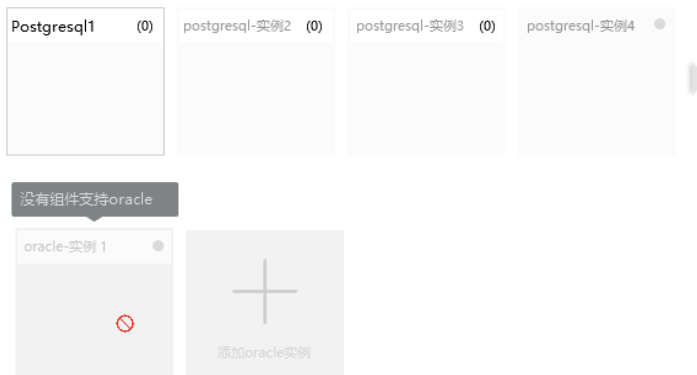 Postgresql1 (0)
postgresql-实例2 (0)
postgresql-实例3 (0)
postgresql-实例4
没有组件支持oracle
oracle-实例 1
添加oracle实例